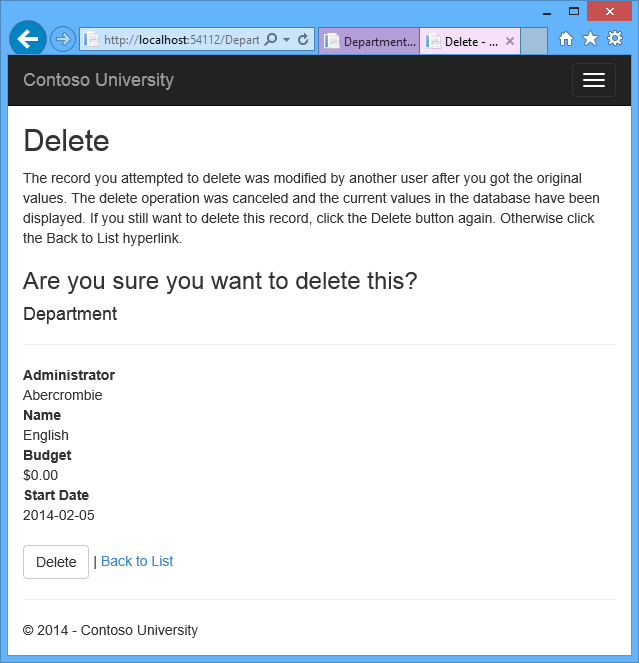 http://localhost:54112/Depart
Department...
Delete - ...
Contoso University
Delete
The record you attempted to delete was modified by another user after you got the original
values. The delete operation was canceled and the current values in the database have been
displayed. If you still want to delete this record, click the Delete button again. Otherwise click
the Back to List hyperlink.
Are you sure you want to delete this?
Department
Administrator
Abercrombie
Name
English
Budget
$0.00
Start Date
2014-02-05
Delete | Back to List
© 2014 - Contoso University